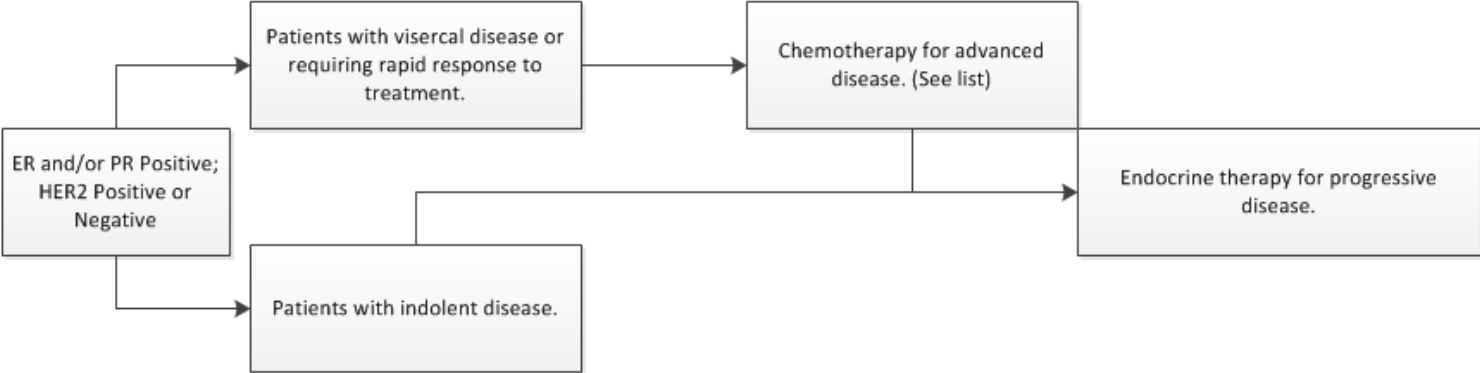 Patients with visercal disease or
requiring rapid response to
treatment.
Chemotherapy for advanced
disease. (See list)
ER and/or PR Positive;
HER2 Positive or
Negative
Endocrine therapy for progressive
disease.
Patients with indolent disease.